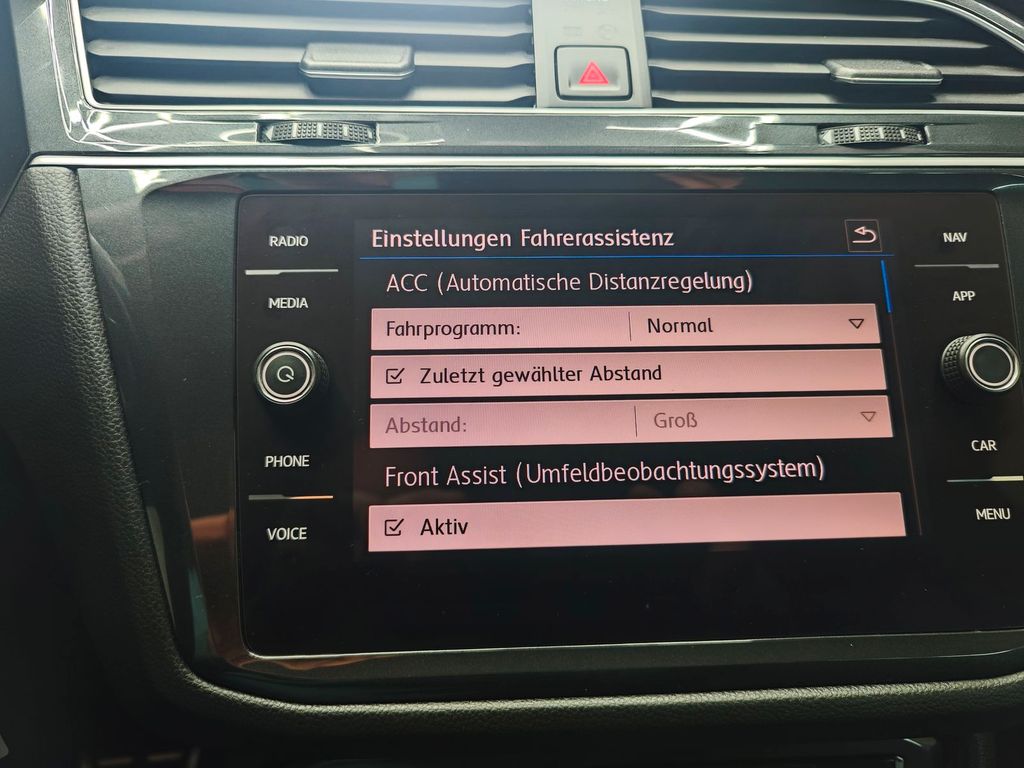 RADIO
MEDIA
PHONE
VOICE
Einstellungen Fahrerassistenz
ACC (Automatische Distanzregelung)
Fahrprogramm: Normal
Zuletzt gewählter Abstand
Abstand: Groß
Front Assist (Umfeldbeobachtungssystem)
Aktiv
NAV
APP
CAR
MENU